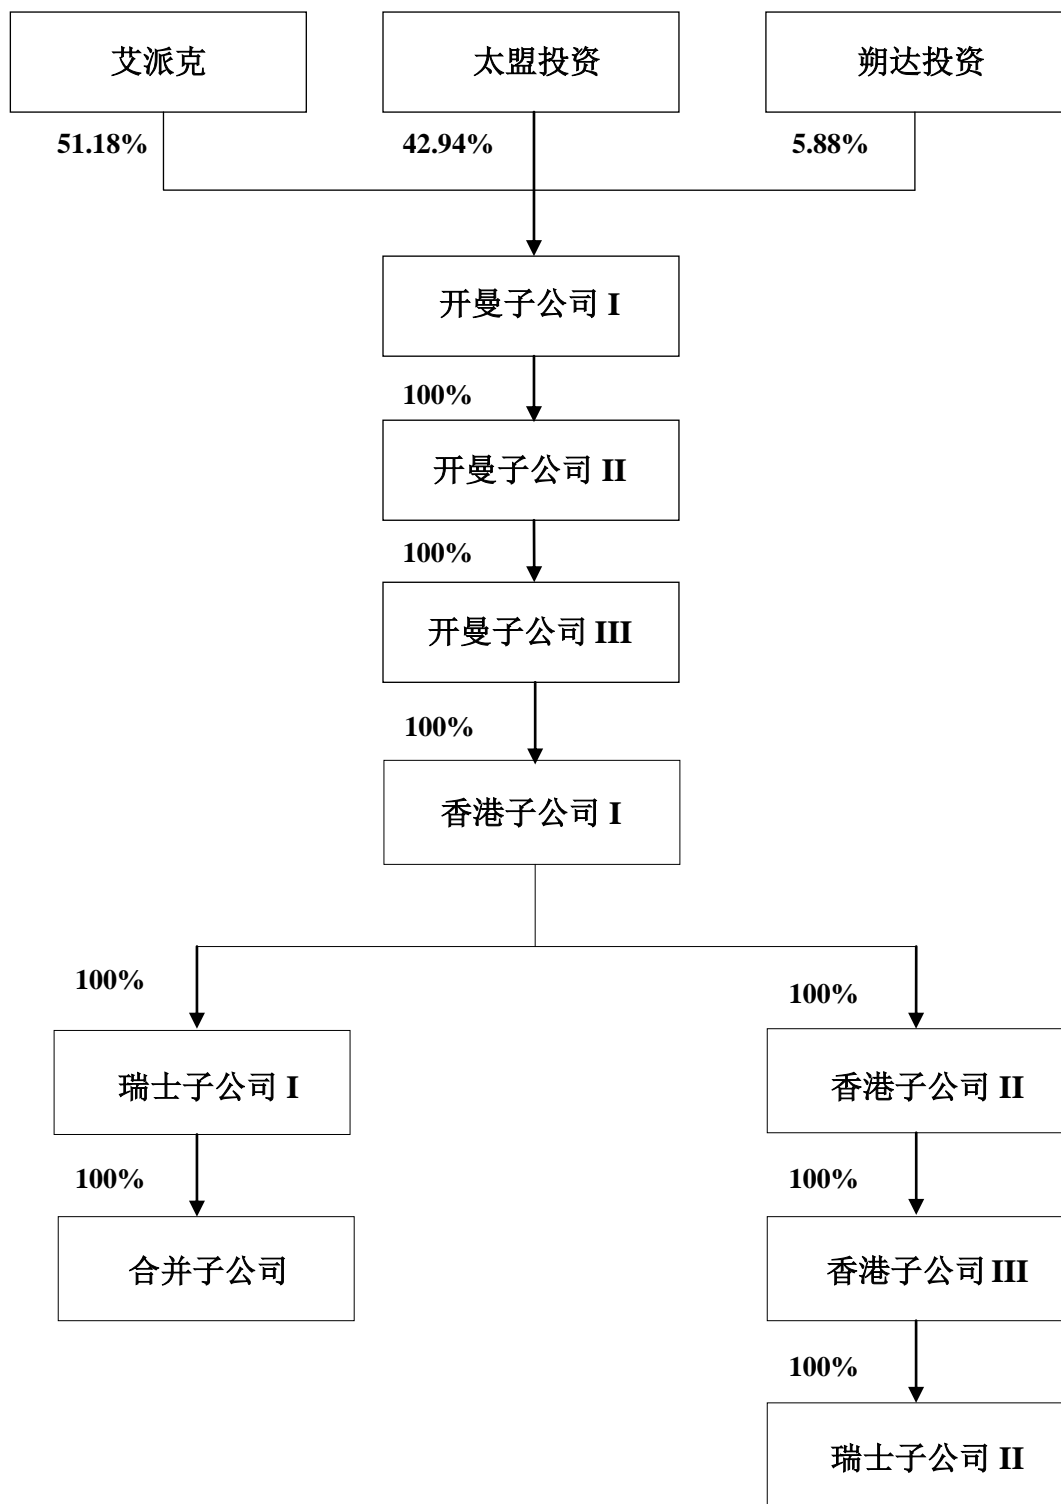 艾派克
太盟投资
朔达投资
51.18%
42.94%
5.88%
开曼子公司 I
100%
开曼子公司 II
100%
开曼子公司 III
100%
香港子公司 I
100%
100%
瑞士子公司 I
香港子公司 II
100%
100%
合并子公司
香港子公司 III
100%
瑞士子公司 II